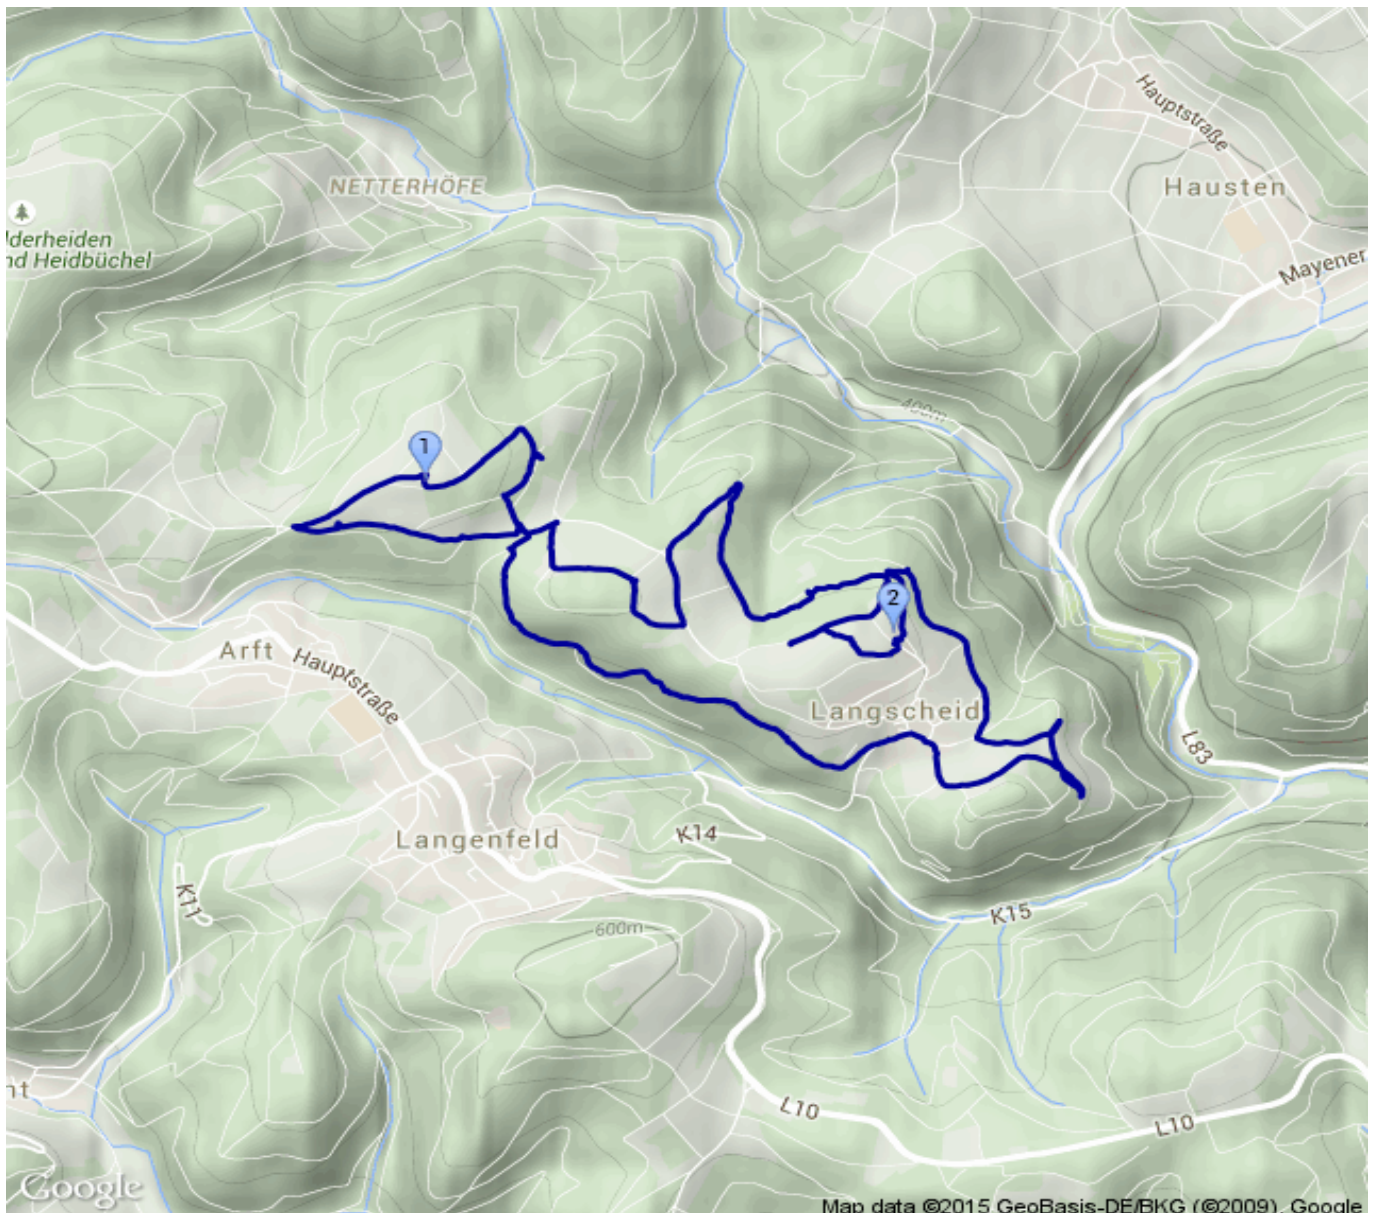 Hauptstraße
NETTERHÖFE
Hausten
lderheiden
nd Heidbüchel
Mayener
400m
1
2
Arft
Hauptstraße
Langscheid
L83
Langenfeld
K14
K11
K15
600m
nt
L10
L10
Google
Map data ©2015 GeoBasis-DE/BKG (©2009), Google